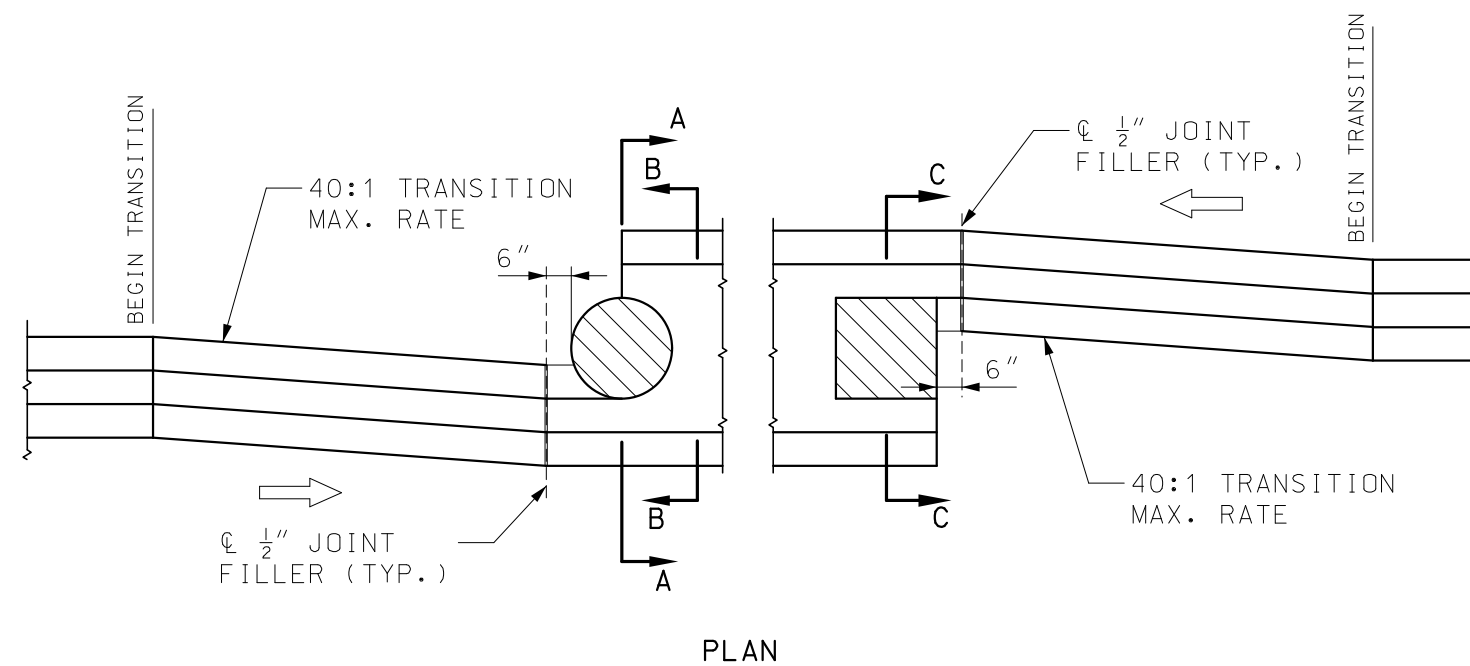 BEGIN TRANSITION
40:1 TRANSITION
MAX. RATE
6"
A
B
C
℄ 1/2" JOINT
FILLER (TYP.)
BEGIN TRANSITION
6"
40:1 TRANSITION
MAX. RATE
℄ 1/2" JOINT
FILLER (TYP.)
B
A
C
PLAN